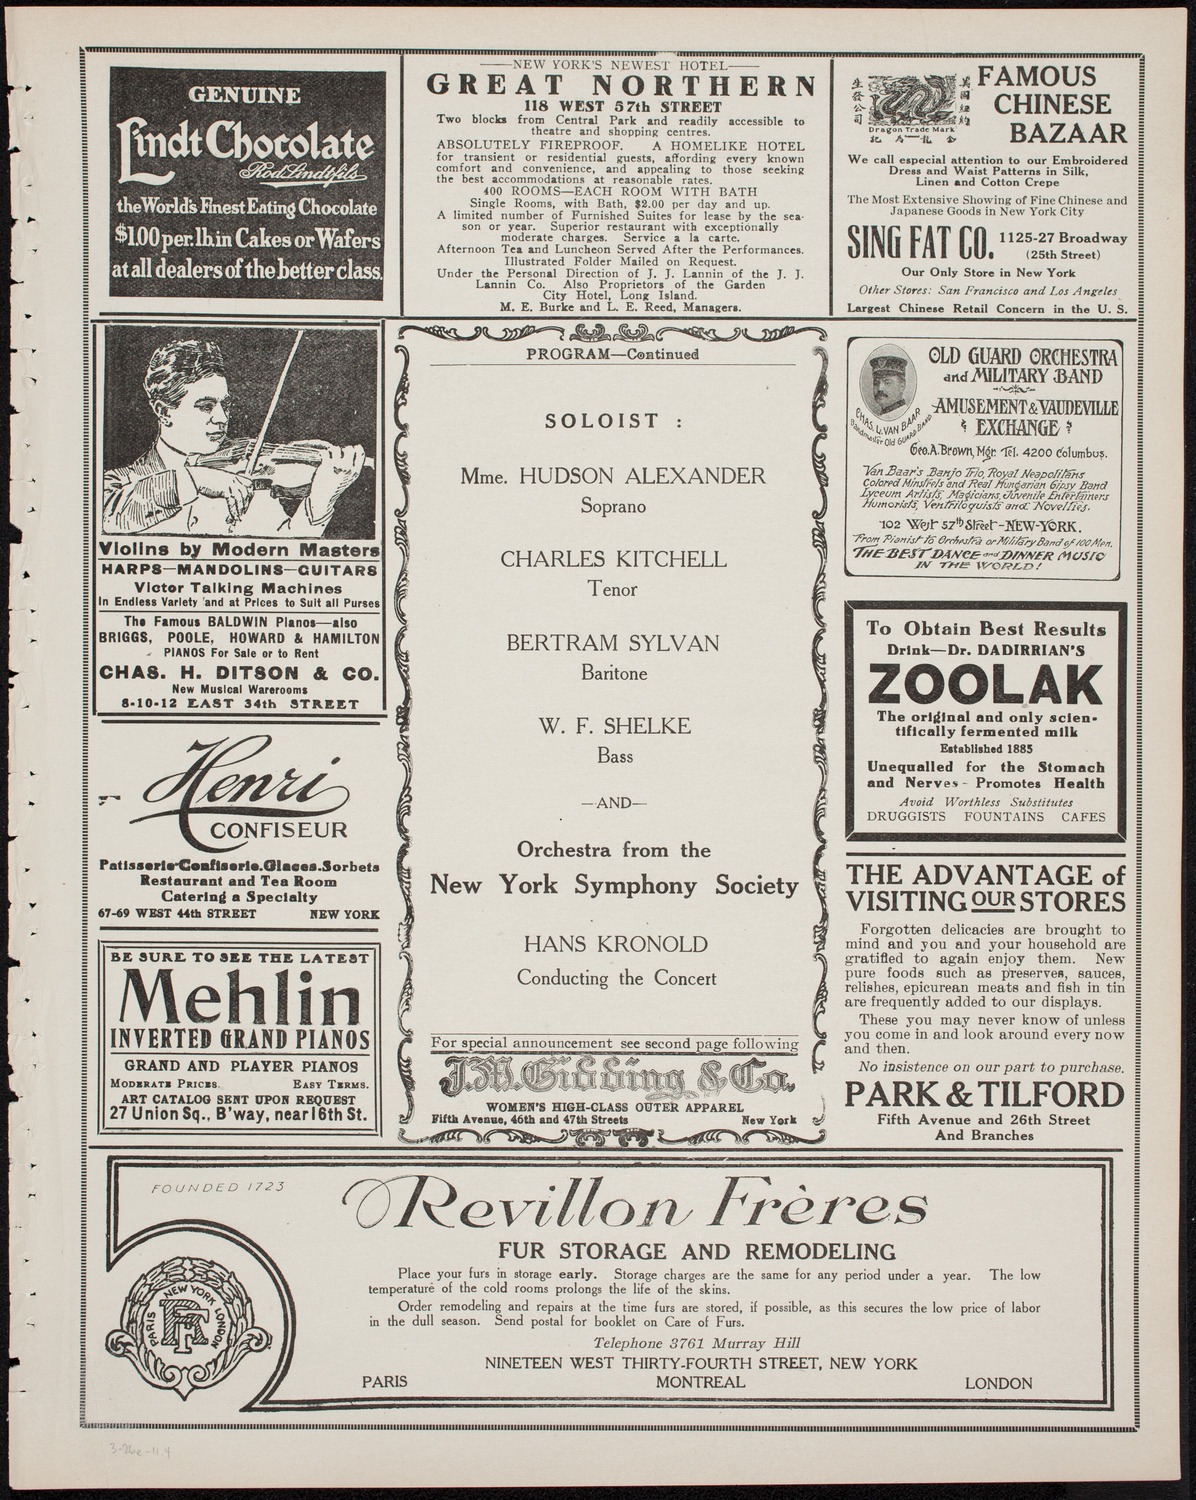 GENUINE
Lindt Chocolate
Rod. Lindt fils
the World's Finest Eating Chocolate
$1.00 per lb. in Cakes or Wafers
at all dealers of the better class.
NEW YORK'S NEWEST HOTEL
GREAT NORTHERN
118 WEST 57th STREET
Two blocks from Central Park and readily accessible to
theatre and shopping centres.
ABSOLUTELY FIREPROOF. A HOMELIKE HOTEL
for transient or residential guests, affording every known
comfort and convenience, and appealing to those seeking
the best accommodations at reasonable rates.
400 ROOMS—EACH ROOM WITH BATH
Single Rooms, with Bath, $2.00 per day and up.
A limited number of Furnished Suites for lease by the sea-
son or year. Superior restaurant with exceptionally
moderate charges. Service a la carte.
Afternoon Tea and Luncheon Served After the Performances.
Illustrated Folder Mailed on Request.
Under the Personal Direction of J. J. Lannin of the J. J.
Lannin Co. Also Proprietors of the Garden
City Hotel, Long Island.
M. E. Burke and L. E. Reed, Managers.
生發公司
Dragon Trade Mark
FAMOUS
CHINESE
BAZAAR
We call especial attention to our Embroidered
Dress and Waist Patterns in Silk,
Linen and Cotton Crepe
The Most Extensive Showing of Fine Chinese and
Japanese Goods in New York City
SING FAT CO. 1125-27 Broadway
(25th Street)
Our Only Store in New York
Other Stores: San Francisco and Los Angeles
Largest Chinese Retail Concern in the U. S.
Violins by Modern Masters
HARPS—MANDOLINS—GUITARS
Victor Talking Machines
In Endless Variety and at Prices to Suit all Purses
The Famous BALDWIN Pianos—also
BRIGGS, POOLE, HOWARD & HAMILTON
PIANOS For Sale or to Rent
CHAS. H. DITSON & CO.
New Musical Warerooms
8-10-12 EAST 34th STREET
Henri
CONFISEUR
Patisserie-Confiserie.Glaces.Sorbets
Restaurant and Tea Room
Catering a Specialty
67-69 WEST 44th STREET NEW YORK
BE SURE TO SEE THE LATEST
Mehlin
INVERTED GRAND PIANOS
GRAND AND PLAYER PIANOS
MODERATE PRICES. EASY TERMS.
ART CATALOG SENT UPON REQUEST
27 Union Sq., B'way, near 16th St.
PROGRAM—Continued
SOLOIST :
Mme. HUDSON ALEXANDER
Soprano
CHARLES KITCHELL
Tenor
BERTRAM SYLVAN
Baritone
W. F. SHELKE
Bass
—AND—
Orchestra from the
New York Symphony Society
HANS KRONOLD
Conducting the Concert
For special announcement see second page following
J.M. Gidding & Co.
WOMEN'S HIGH-CLASS OUTER APPAREL
Fifth Avenue, 46th and 47th Streets New York
CHAS. L. VAN BAAR
Bandmaster Old Guard Band
OLD GUARD ORCHESTRA
and MILITARY BAND
AMUSEMENT & VAUDEVILLE
EXCHANGE
Geo. A. Brown, Mgr. Tel. 4200 Columbus.
Van Baar's Banjo Trio, Royal Neapolitans
Colored Minstrels and Real Hungarian Gipsy Band
Lyceum Artists, Magicians, Juvenile Entertainers
Humorists, Ventriloquists and Novelties.
102 West 57th Street-NEW-YORK.
From Pianist to Orchestra or Military Band of 100 Men.
THE BEST DANCE and DINNER MUSIC
IN THE WORLD!
To Obtain Best Results
Drink—Dr. DADIRRIAN'S
ZOOLAK
The original and only scien-
tifically fermented milk
Established 1885
Unequalled for the Stomach
and Nerves - Promotes Health
Avoid Worthless Substitutes
DRUGGISTS FOUNTAINS CAFES
THE ADVANTAGE of
VISITING OUR STORES
Forgotten delicacies are brought to
mind and you and your household are
gratified to again enjoy them. New
pure foods such as preserves, sauces,
relishes, epicurean meats and fish in tin
are frequently added to our displays.
These you may never know of unless
you come in and look around every now
and then.
No insistence on our part to purchase.
PARK & TILFORD
Fifth Avenue and 26th Street
And Branches
FOUNDED 1723
Revillon Frères
FUR STORAGE AND REMODELING
PARIS NEW YORK LONDON
RF
Place your furs in storage early. Storage charges are the same for any period under a year. The low
temperature of the cold rooms prolongs the life of the skins.
Order remodeling and repairs at the time furs are stored, if possible, as this secures the low price of labor
in the dull season. Send postal for booklet on Care of Furs.
Telephone 3761 Murray Hill
NINETEEN WEST THIRTY-FOURTH STREET, NEW YORK
PARIS MONTREAL LONDON